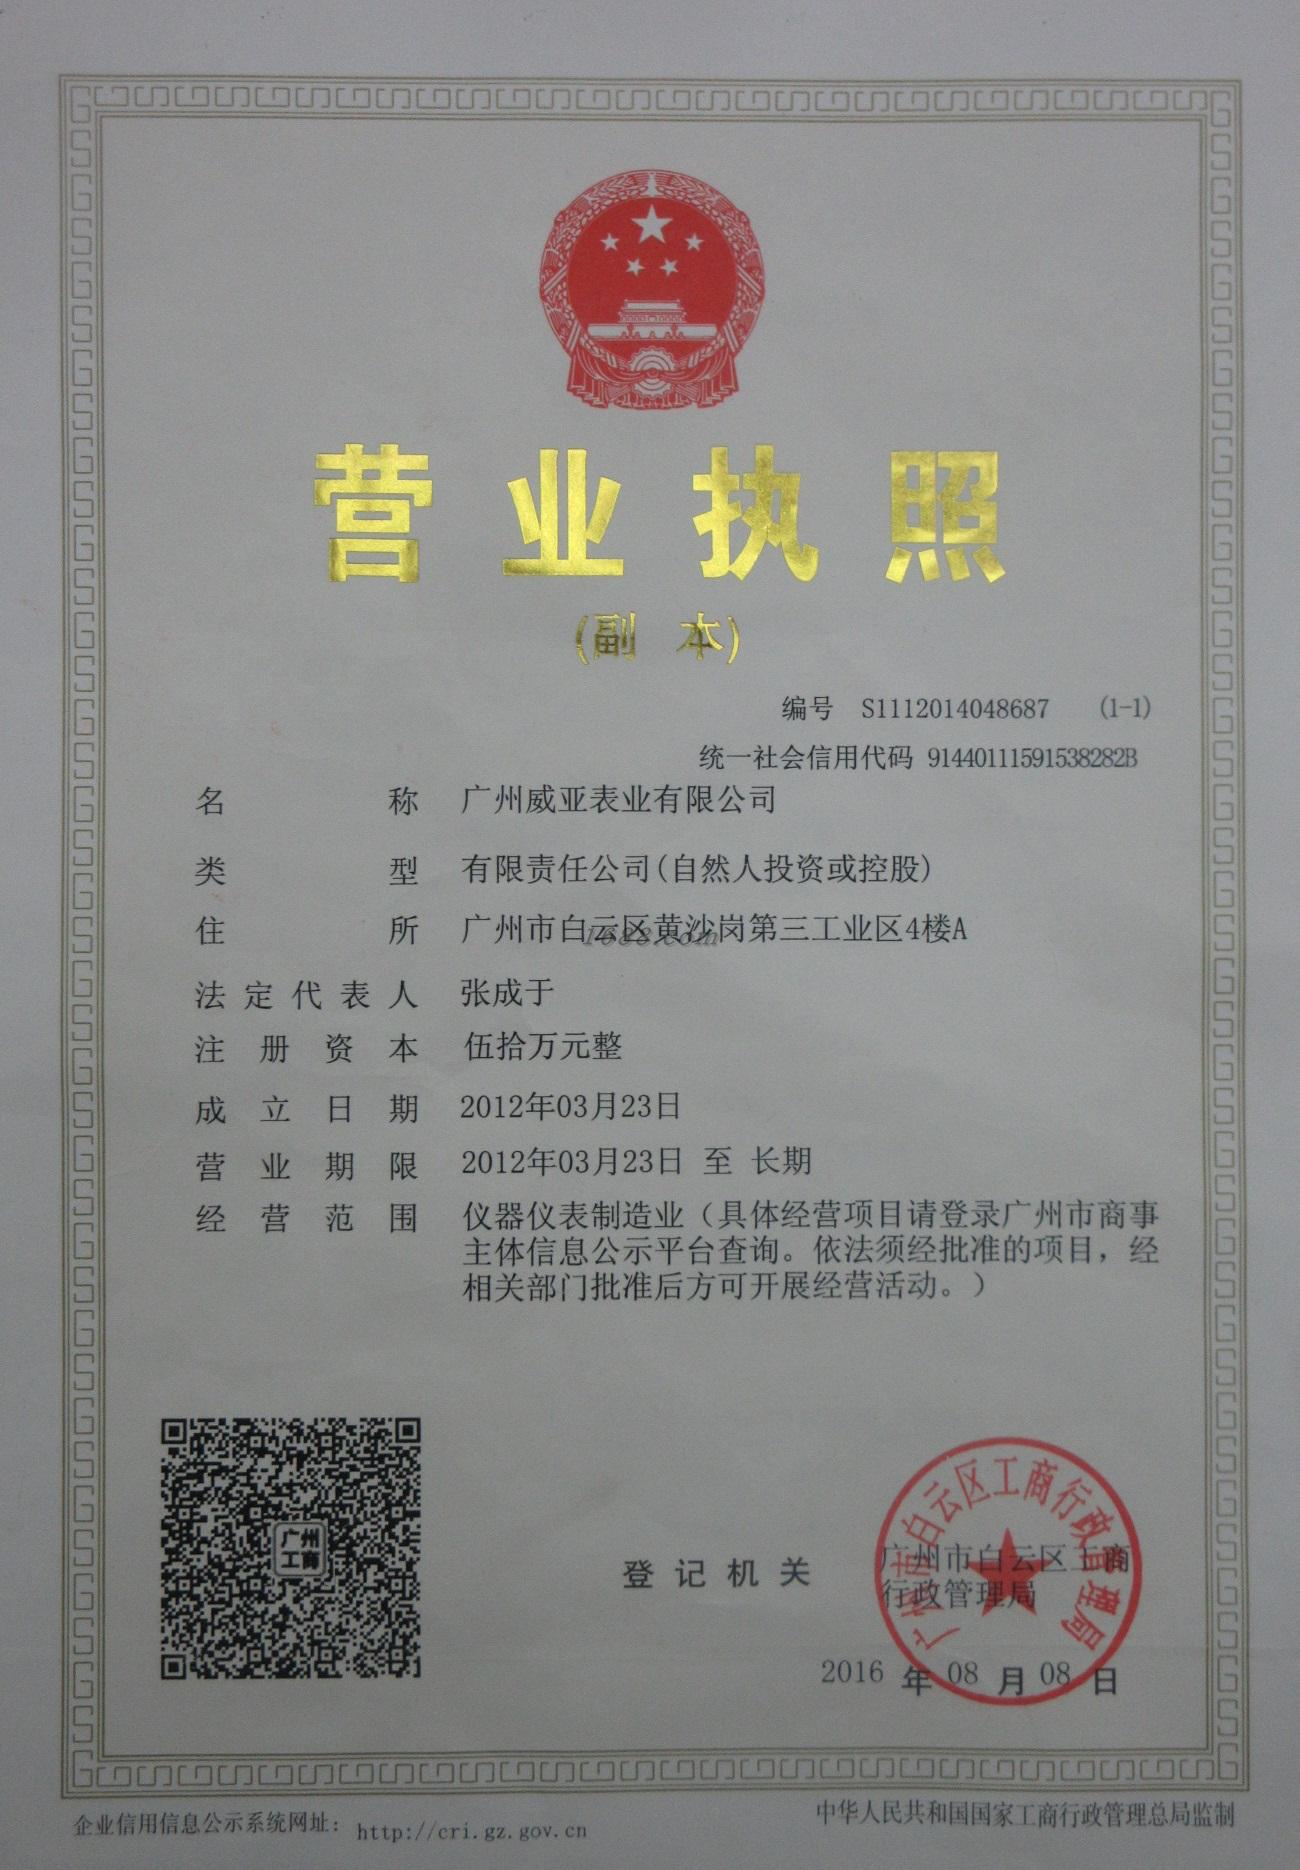 营业执照
(副 本)
编号 S1112014048687 (1-1)
统一社会信用代码 91440111591538282B
名称 广州威亚表业有限公司
类型 有限责任公司(自然人投资或控股)
住所 广州市白云区黄沙岗第三工业区4楼A
1688.com
法定代表人 张成于
注册资本 伍拾万元整
成立日期 2012年03月23日
营业期限 2012年03月23日 至 长期
经营范围 仪器仪表制造业（具体经营项目请登录广州市商事
主体信息公示平台查询。依法须经批准的项目，经
相关部门批准后方可开展经营活动。）
广州
工商
广州市白云区工商行政管理局
登记机关 广州市白云区工商
行政管理局
2016 年 08 月 08 日
企业信用信息公示系统网址： http://cri.gz.gov.cn
中华人民共和国国家工商行政管理总局监制